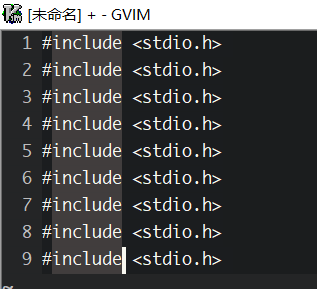 [未命名] + - GVIM
1 #include <stdio.h>
2 #include <stdio.h>
3 #include <stdio.h>
4 #include <stdio.h>
5 #include <stdio.h>
6 #include <stdio.h>
7 #include <stdio.h>
8 #include <stdio.h>
9 #include <stdio.h>
~